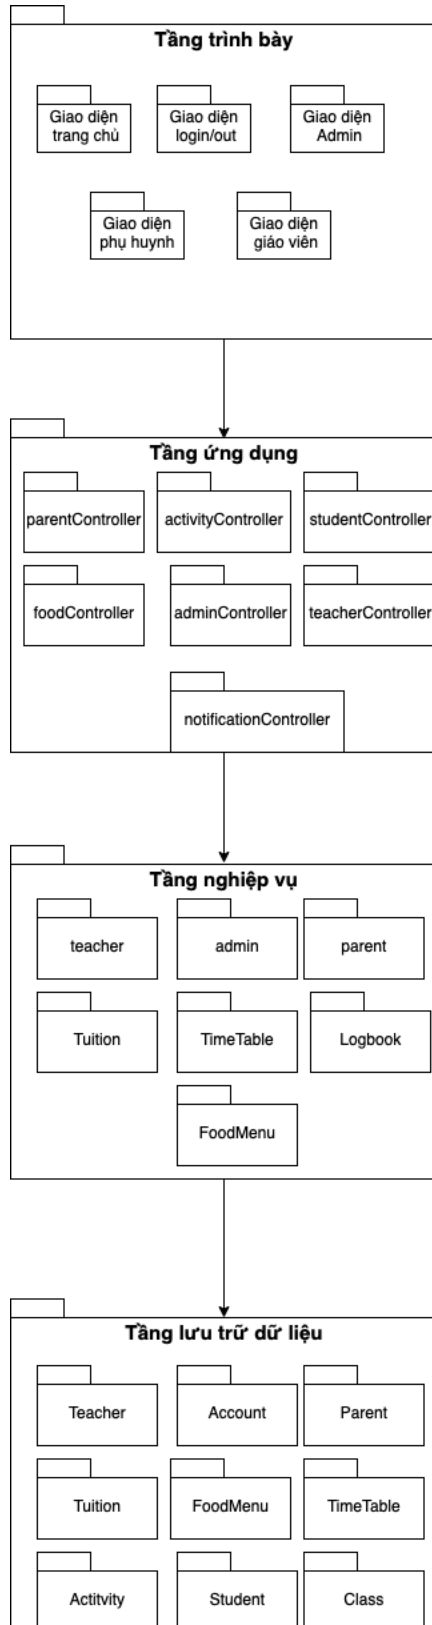 Tầng trình bày
Giao diện
trang chủ
Giao diện
login/out
Giao diện
Admin
Giao diện
phụ huynh
Giao diện
giáo viên
Tầng ứng dụng
parentController
activityController
studentController
foodController
adminController
teacherController
notificationController
Tầng nghiệp vụ
teacher
admin
parent
Tuition
TimeTable
Logbook
FoodMenu
Tầng lưu trữ dữ liệu
Teacher
Account
Parent
Tuition
FoodMenu
TimeTable
Actitvity
Student
Class